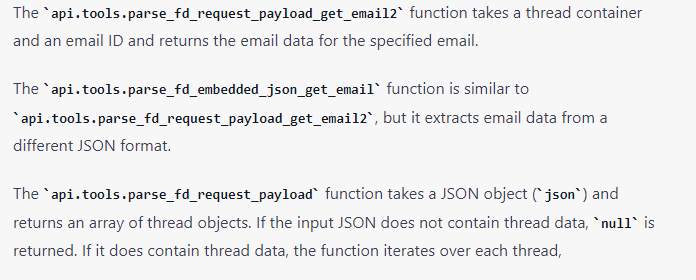 The `api.tools.parse_fd_request_payload_get_email2` function takes a thread container
and an email ID and returns the email data for the specified email.
The `api.tools.parse_fd_embedded_json_get_email` function is similar to
`api.tools.parse_fd_request_payload_get_email2`, but it extracts email data from a
different JSON format.
The `api.tools.parse_fd_request_payload` function takes a JSON object (`json`) and
returns an array of thread objects. If the input JSON does not contain thread data, `null` is
returned. If it does contain thread data, the function iterates over each thread,